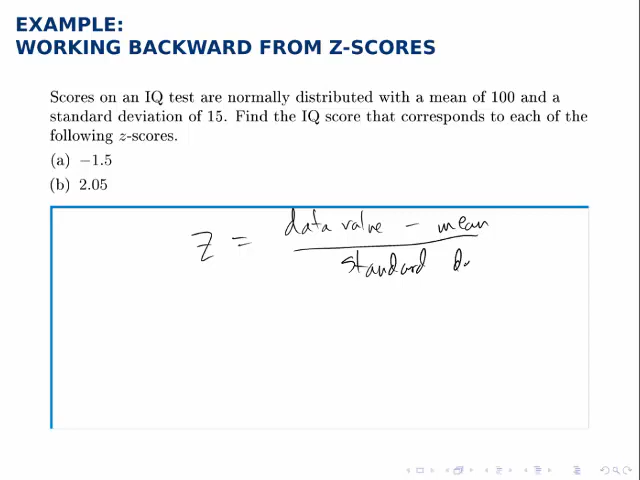 EXAMPLE:
WORKING BACKWARD FROM Z-SCORES
Scores on an IQ test are normally distributed with a mean of 100 and a
standard deviation of 15. Find the IQ score that corresponds to each of the
following z-scores.
(a) −1.5
(b) 2.05
z = data value − mean
standard